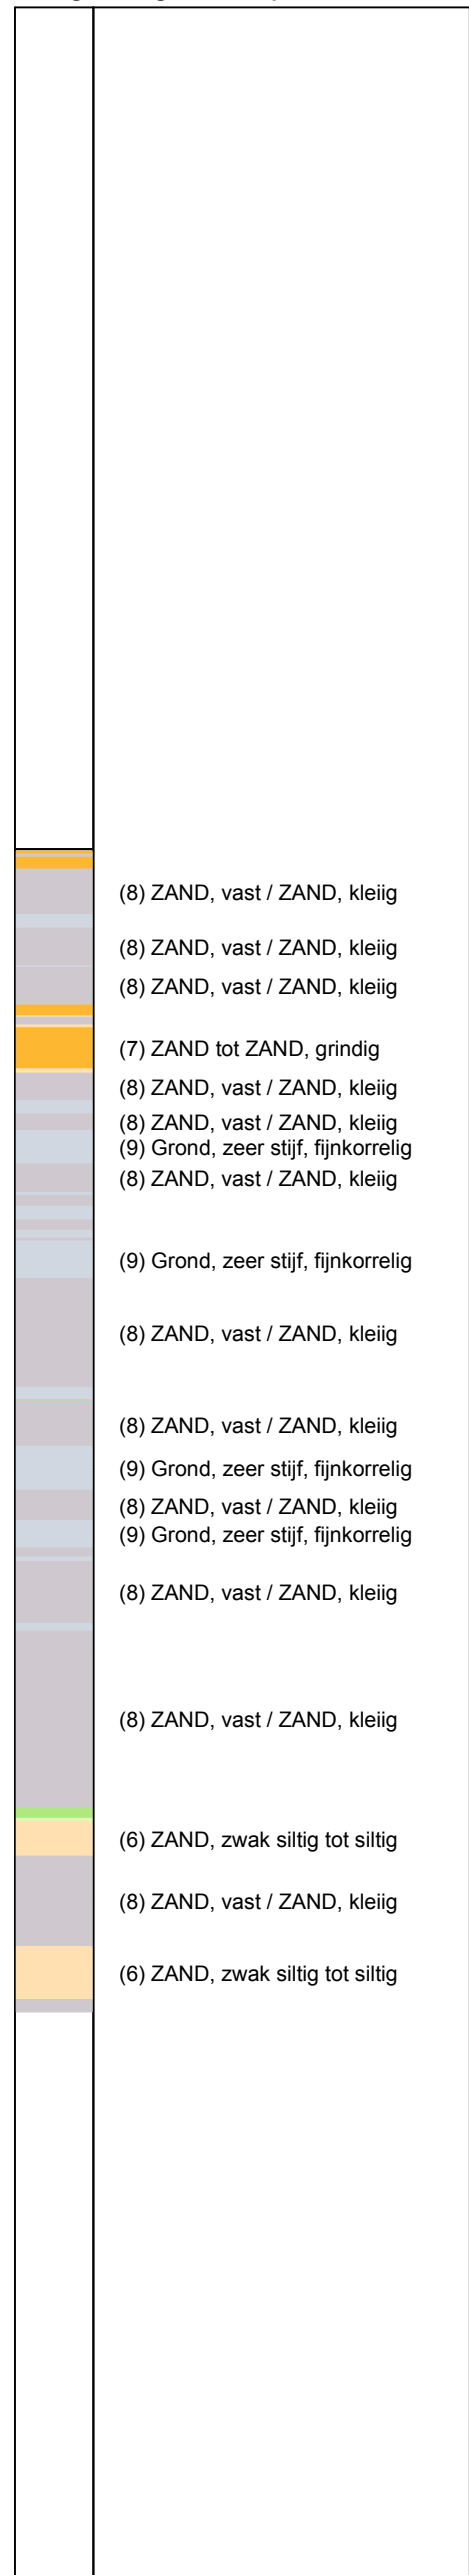 (8) ZAND, vast / ZAND, kleiig
(8) ZAND, vast / ZAND, kleiig
(8) ZAND, vast / ZAND, kleiig
(7) ZAND tot ZAND, grindig
(8) ZAND, vast / ZAND, kleiig
(8) ZAND, vast / ZAND, kleiig
(9) Grond, zeer stijf, fijnkorrelig
(8) ZAND, vast / ZAND, kleiig
(9) Grond, zeer stijf, fijnkorrelig
(8) ZAND, vast / ZAND, kleiig
(8) ZAND, vast / ZAND, kleiig
(9) Grond, zeer stijf, fijnkorrelig
(8) ZAND, vast / ZAND, kleiig
(9) Grond, zeer stijf, fijnkorrelig
(8) ZAND, vast / ZAND, kleiig
(8) ZAND, vast / ZAND, kleiig
(6) ZAND, zwak siltig tot siltig
(8) ZAND, vast / ZAND, kleiig
(6) ZAND, zwak siltig tot siltig